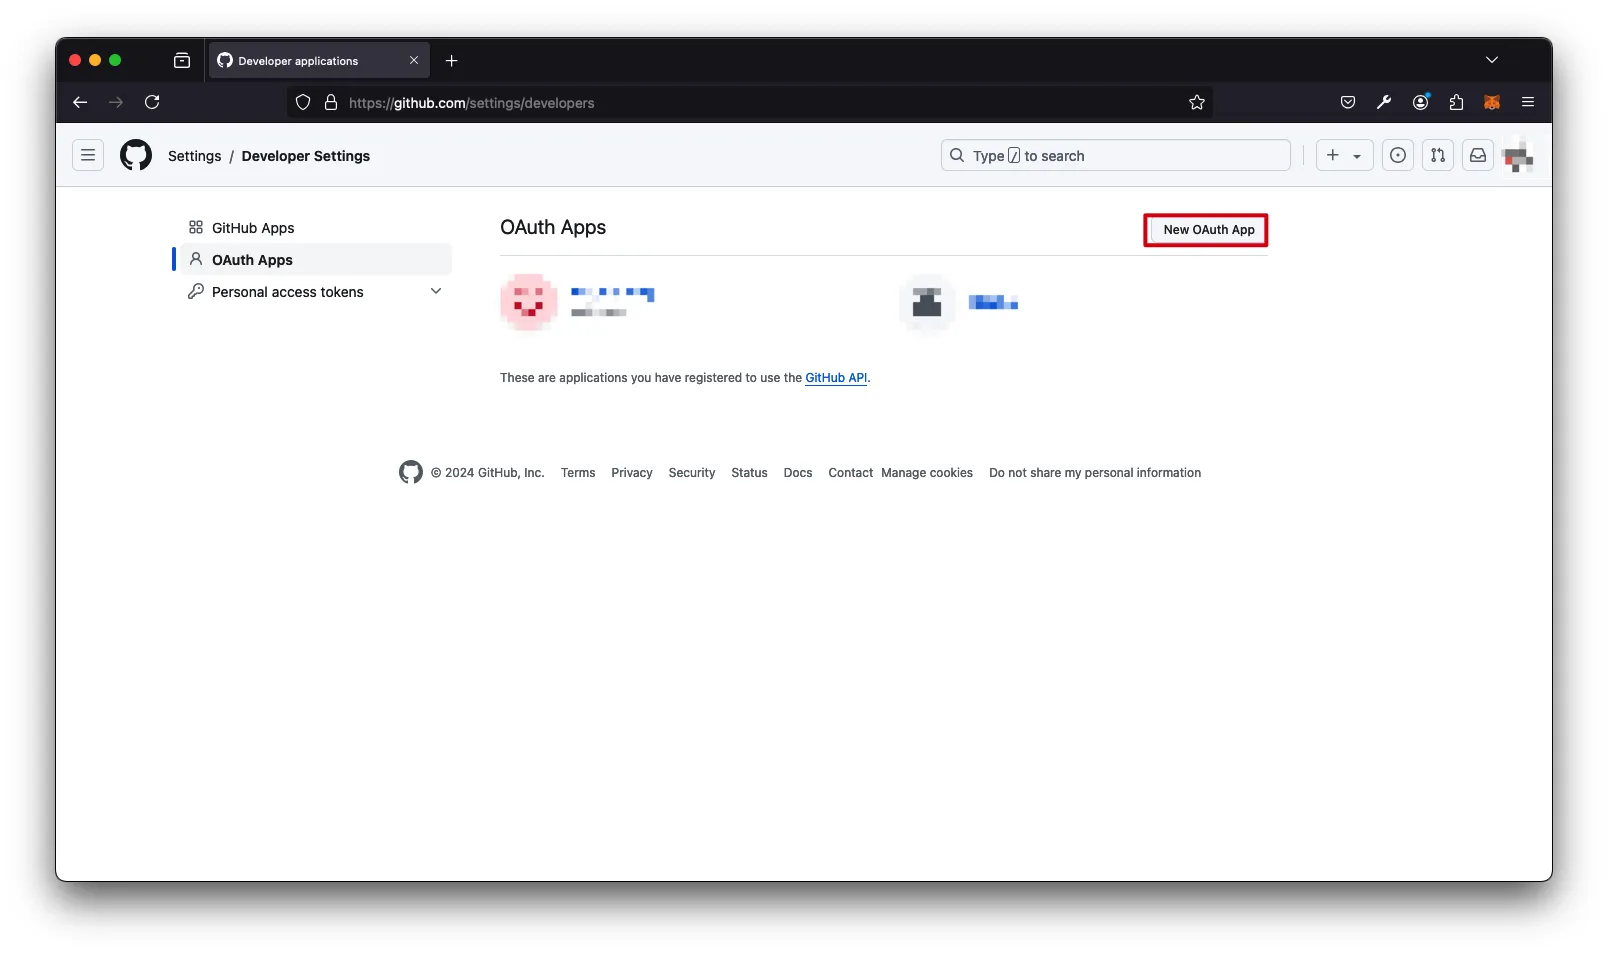 Developer applications
https://github.com/settings/developers
Settings / Developer Settings
Type / to search
GitHub Apps
OAuth Apps
Personal access tokens
OAuth Apps
New OAuth App
These are applications you have registered to use the GitHub API.
© 2024 GitHub, Inc. Terms Privacy Security Status Docs Contact Manage cookies Do not share my personal information